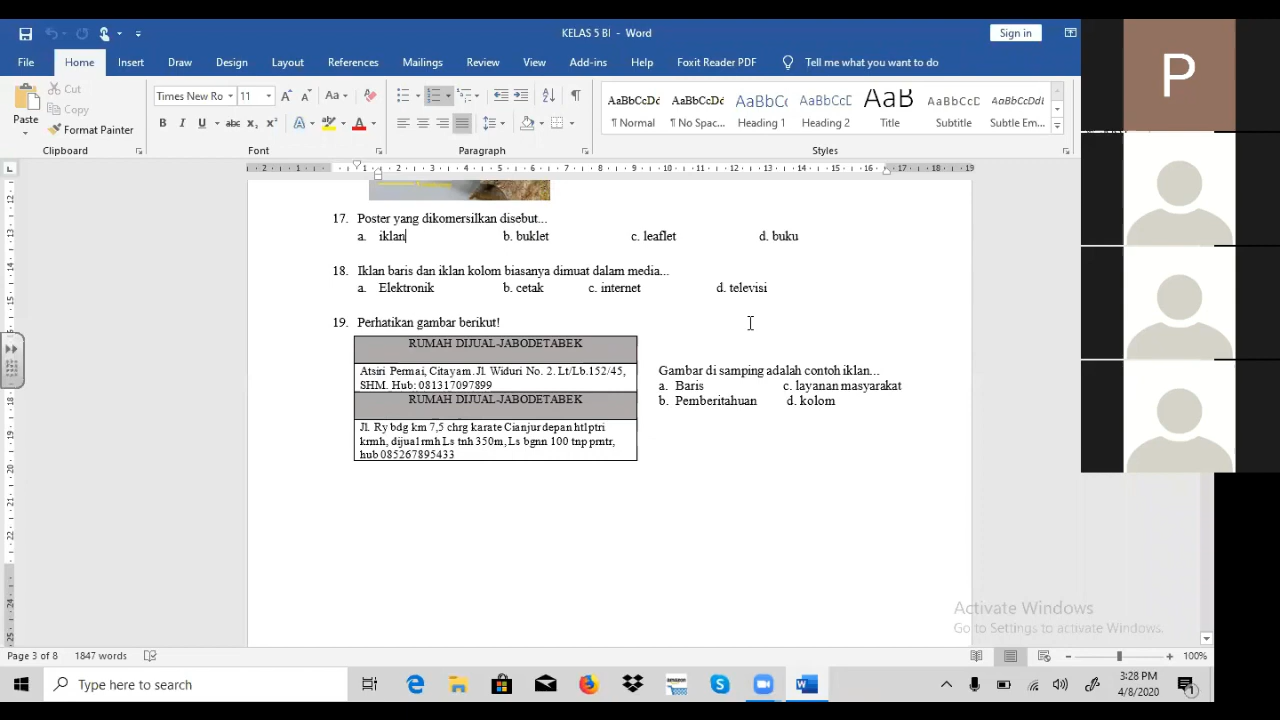 KELAS 5 BI - Word
Sign in
File Home Insert Draw Design Layout References Mailings Review View Add-ins Help Foxit Reader PDF Tell me what you want to do
Paste
Cut
Copy
Format Painter
Clipboard
Times New Ro 11
Font
Paragraph
AaBbCcDc AaBbCcDc AaBbCc AaBbCcD AaB AaBbCcD AaBbCcDd
¶ Normal ¶ No Spac... Heading 1 Heading 2 Title Subtitle Subtle Em...
Styles
P
17. Poster yang dikomersilkan disebut...
a. iklan b. buklet c. leaflet d. buku
18. Iklan baris dan iklan kolom biasanya dimuat dalam media...
a. Elektronik b. cetak c. internet d. televisi
19. Perhatikan gambar berikut!
RUMAH DIJUAL-JABODETABEK
Atsiri Permai, Citayam. Jl. Widuri No. 2. Lt/Lb.152/45,
SHM. Hub: 081317097899
RUMAH DIJUAL-JABODETABEK
Jl. Ry bdg km 7,5 chrg karate Cianjur depan htl ptri
krmh, dijual rmh Ls tnh 350m, Ls bgnn 100 tnp prntr,
hub 085267895433
Gambar di samping adalah contoh iklan...
a. Baris c. layanan masyarakat
b. Pemberitahuan d. kolom
Activate Windows
Go to Settings to activate Windows.
Page 3 of 8 1847 words 100%
Type here to search
3:28 PM
4/8/2020